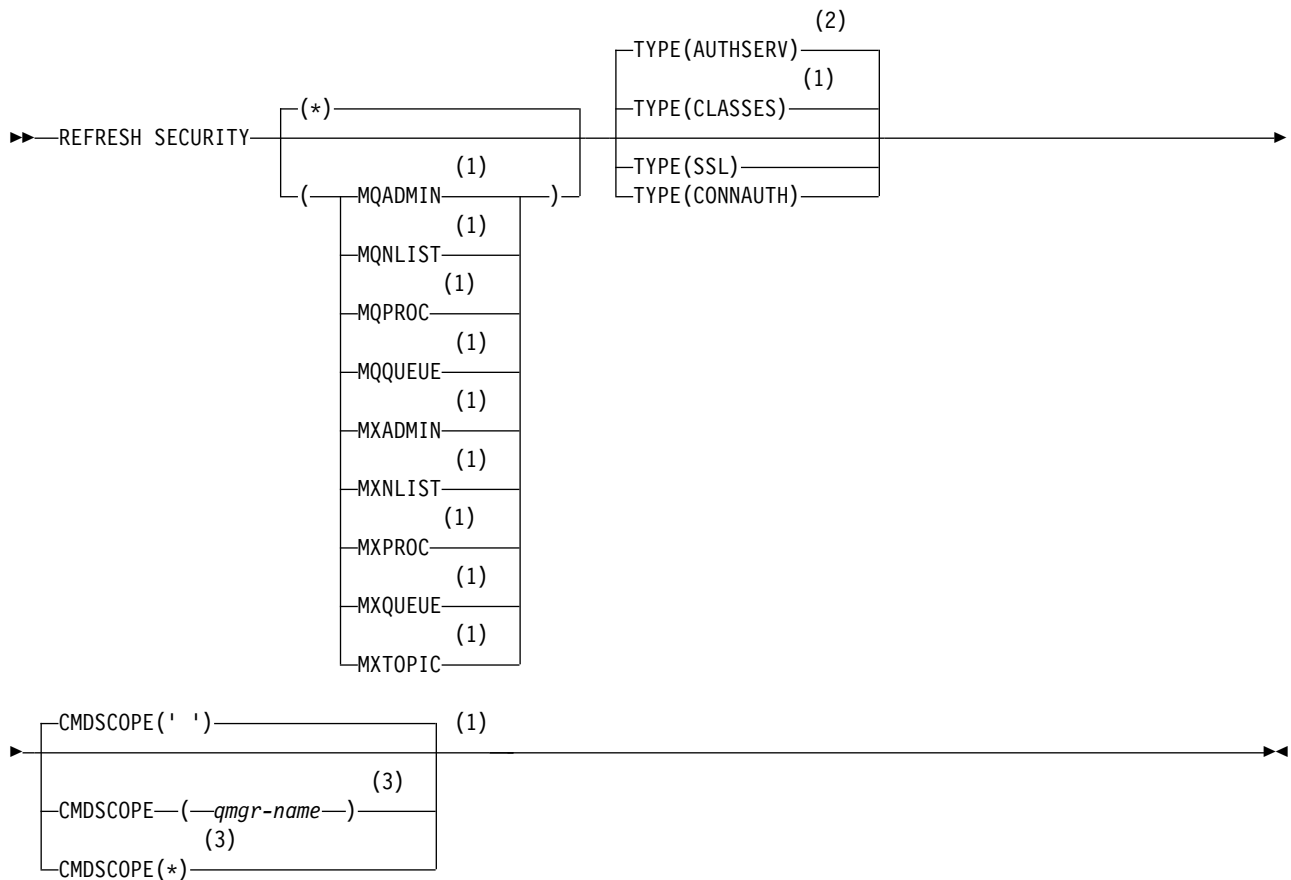 (2)
TYPE(AUTHSERV)
(1)
(*)
TYPE(CLASSES)
REFRESH SECURITY
(1)
TYPE(SSL)
( MQADMIN )
TYPE(CONNAUTH)
(1)
MQNLIST
(1)
MQPROC
(1)
MQQUEUE
(1)
MXADMIN
(1)
MXNLIST
(1)
MXPROC
(1)
MXQUEUE
(1)
MXTOPIC
CMDSCOPE(' ') (1)
(3)
CMDSCOPE ( qmgr-name )
(3)
CMDSCOPE(*)